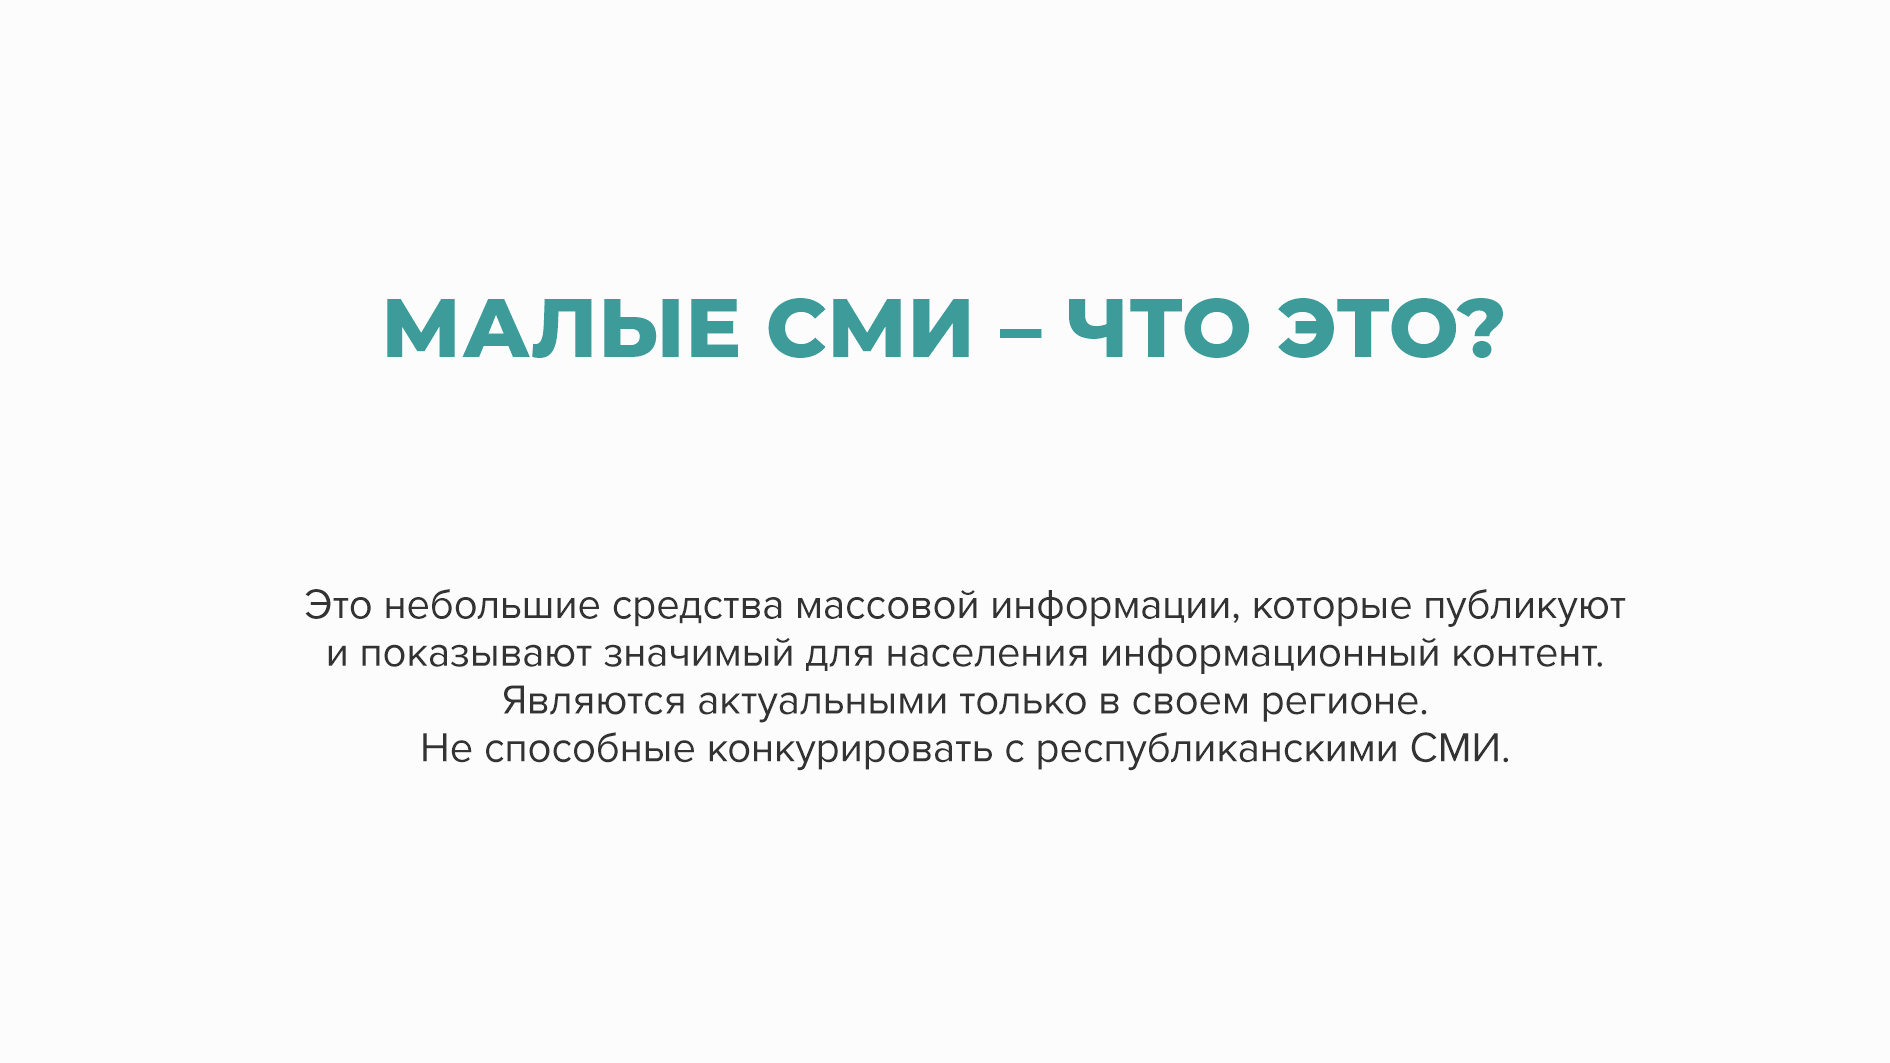 МАЛЫЕ СМИ – ЧТО ЭТО?
Это небольшие средства массовой информации, которые публикуют
и показывают значимый для населения информационный контент.
Являются актуальными только в своем регионе.
Не способные конкурировать с республиканскими СМИ.